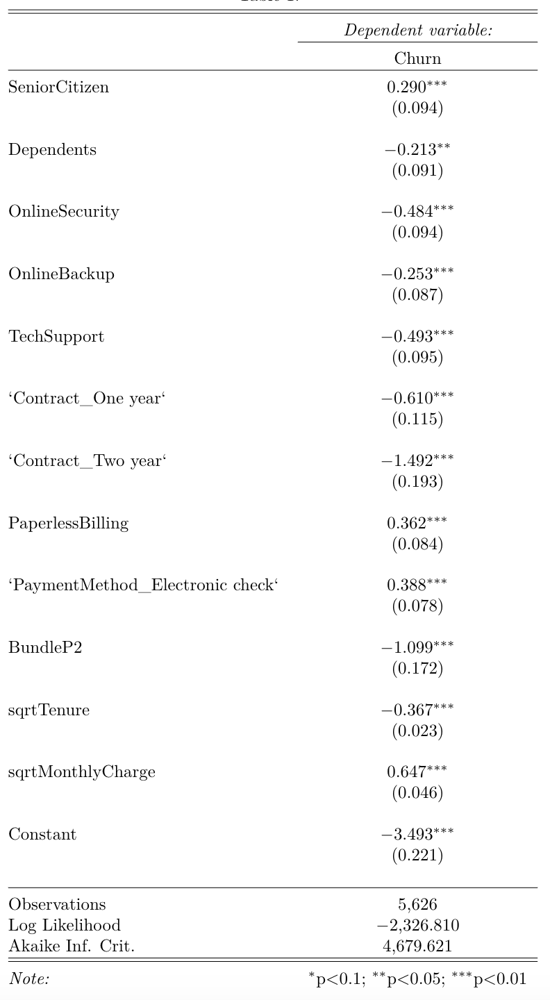 Dependent variable:
Churn
SeniorCitizen 0.290***
(0.094)
Dependents −0.213**
(0.091)
OnlineSecurity −0.484***
(0.094)
OnlineBackup −0.253***
(0.087)
TechSupport −0.493***
(0.095)
‘Contract_One year‘ −0.610***
(0.115)
‘Contract_Two year‘ −1.492***
(0.193)
PaperlessBilling 0.362***
(0.084)
‘PaymentMethod_Electronic check‘ 0.388***
(0.078)
BundleP2 −1.099***
(0.172)
sqrtTenure −0.367***
(0.023)
sqrtMonthlyCharge 0.647***
(0.046)
Constant −3.493***
(0.221)
Observations 5,626
Log Likelihood −2,326.810
Akaike Inf. Crit. 4,679.621
Note: *p<0.1; **p<0.05; ***p<0.01